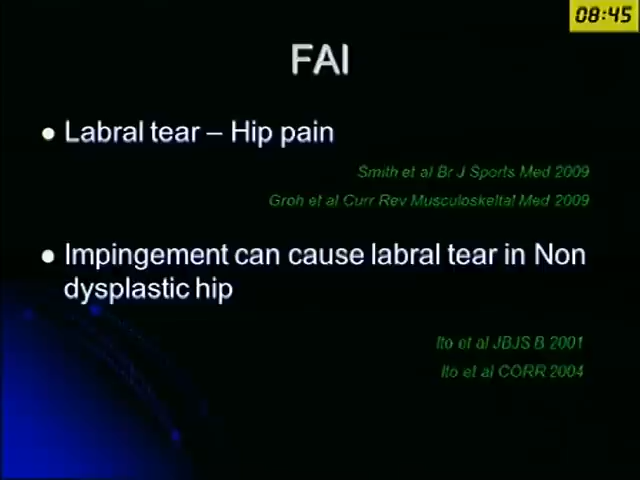 08:45
FAI
Labral tear – Hip pain
Smith et al Br J Sports Med 2009
Groh et al Curr Rev Musculoskeltal Med 2009
Impingement can cause labral tear in Non
dysplastic hip
Ito et al JBJS B 2001
Ito et al CORR 2004